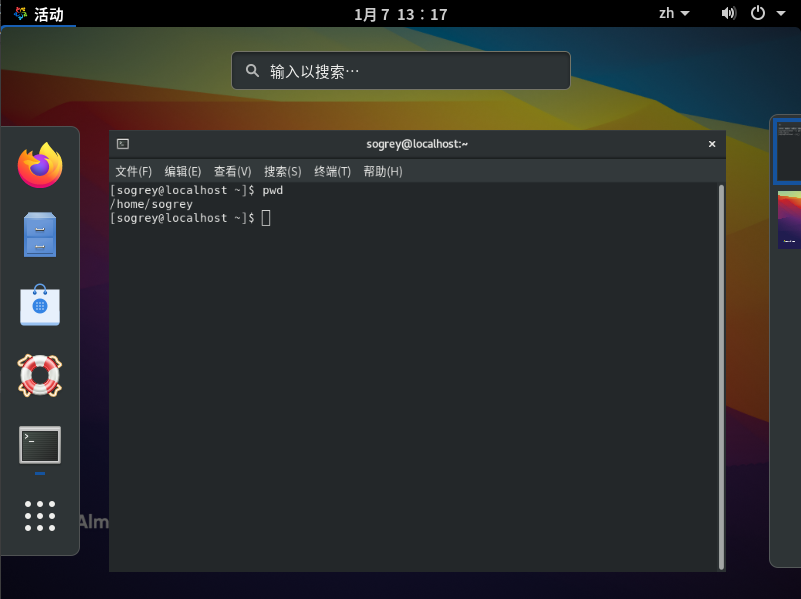 活动
1月 7 13：17
zh
输入以搜索…
sogrey@localhost:~
文件(F) 编辑(E) 查看(V) 搜索(S) 终端(T) 帮助(H)
[sogrey@localhost ~]$ pwd
/home/sogrey
[sogrey@localhost ~]$
>_
Alm